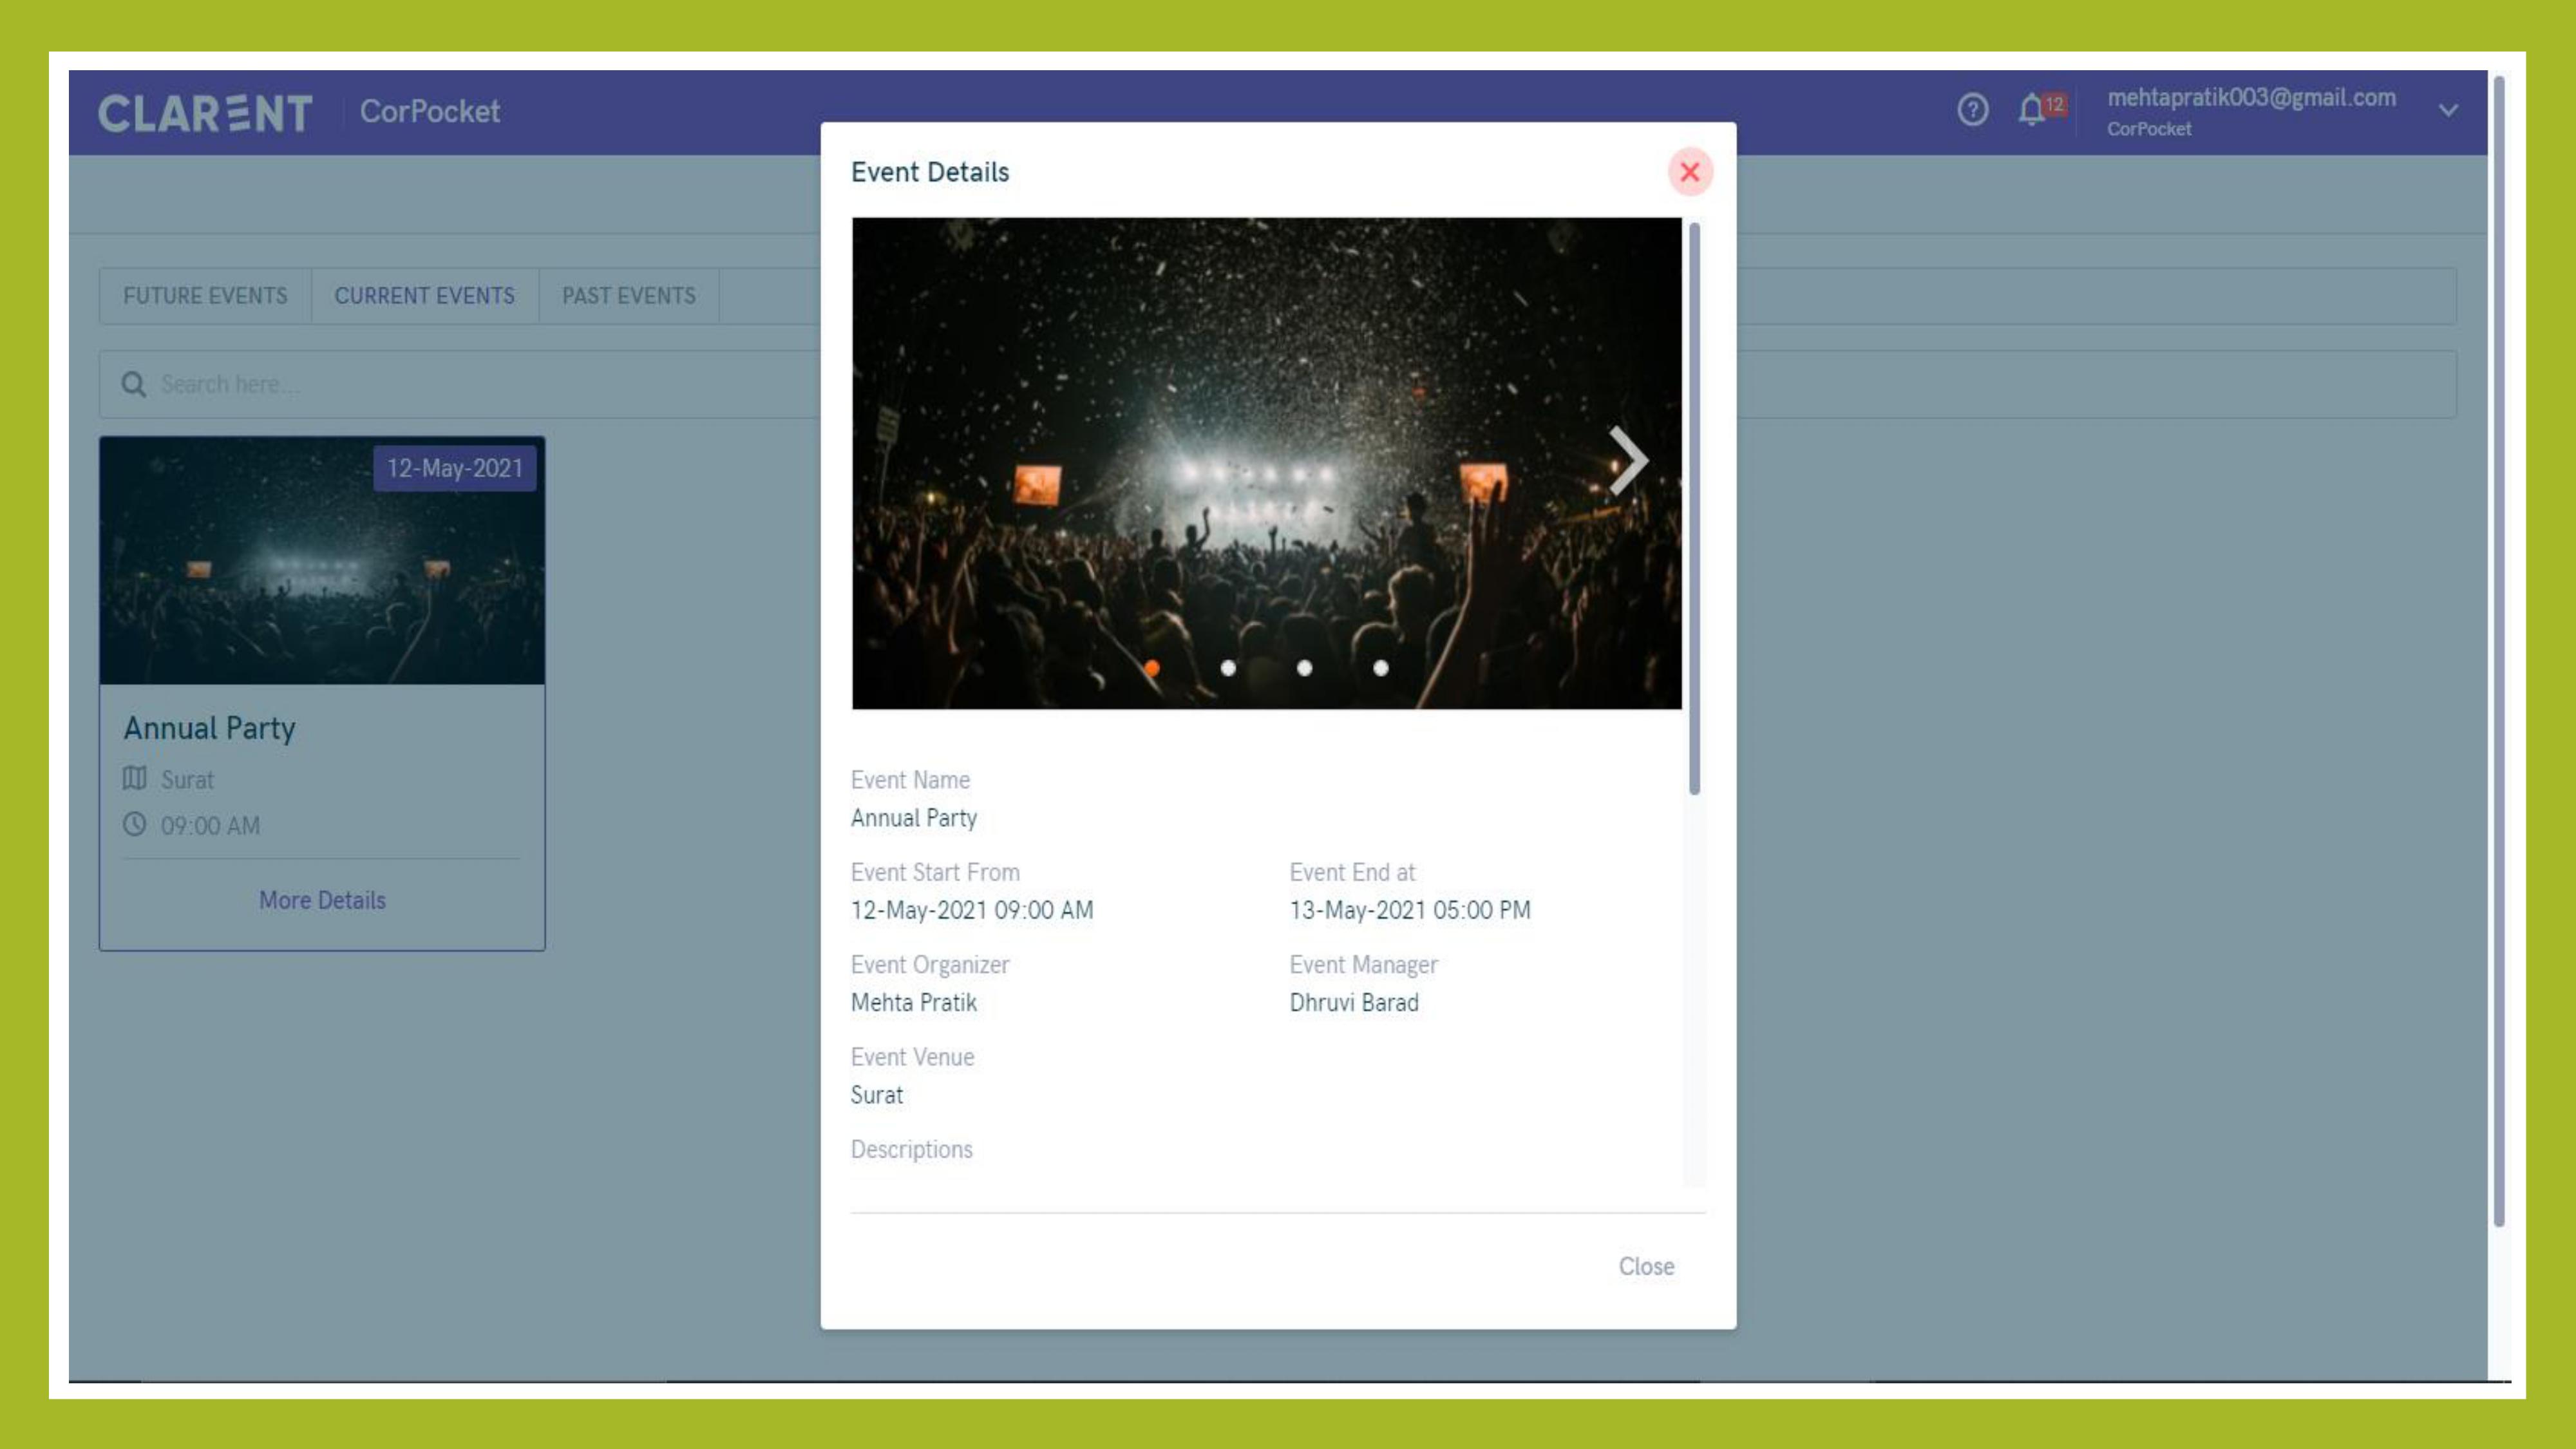 CLARENT CorPocket
12
mehtapratik003@gmail.com
CorPocket
FUTURE EVENTS CURRENT EVENTS PAST EVENTS
Search here...
12-May-2021
Annual Party
Surat
09:00 AM
More Details
Event Details
Event Name
Annual Party
Event Start From Event End at
12-May-2021 09:00 AM 13-May-2021 05:00 PM
Event Organizer Event Manager
Mehta Pratik Dhruvi Barad
Event Venue
Surat
Descriptions
Close